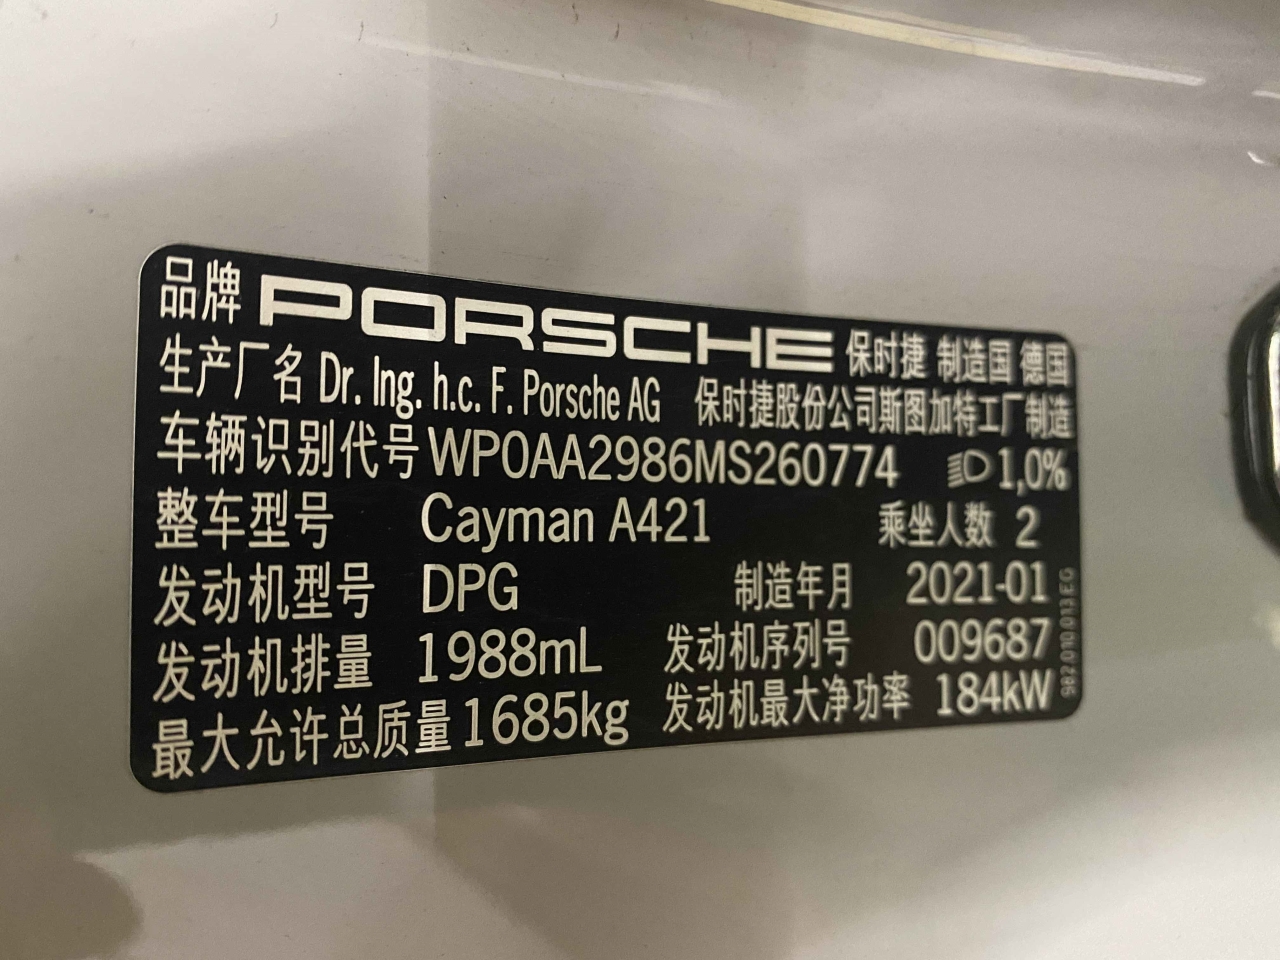 品牌 PORSCHE 保时捷 制造国 德国
生产厂名 Dr. Ing. h.c. F. Porsche AG 保时捷股份公司斯图加特工厂制造
车辆识别代号 WP0AA2986MS260774 1,0%
整车型号 Cayman A421 乘坐人数 2
发动机型号 DPG 制造年月 2021-01
发动机排量 1988mL 发动机序列号 009687
最大允许总质量 1685kg 发动机最大净功率 184kW
982.010.013.EG